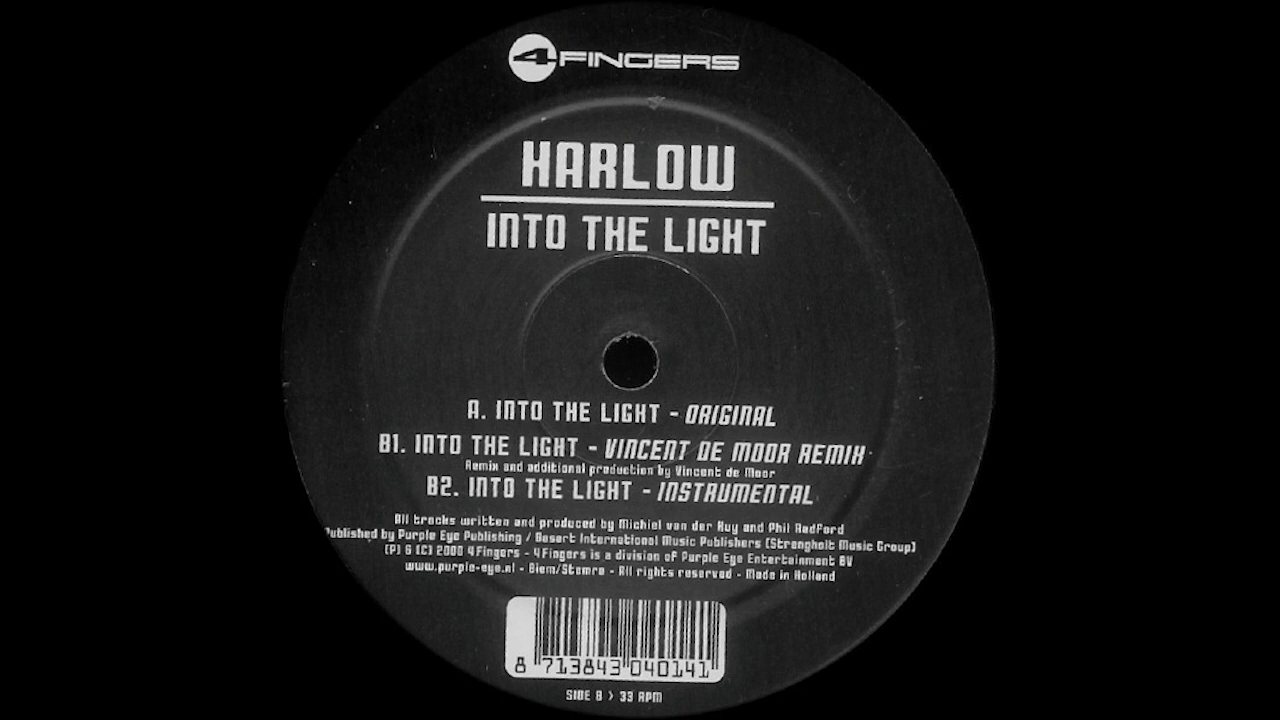 4FINGERS
HARLOW
INTO THE LIGHT
A. INTO THE LIGHT - ORIGINAL
B1. INTO THE LIGHT - VINCENT DE MOOR REMIX
Remix and additional production by Vincent de Moor
B2. INTO THE LIGHT - INSTRUMENTAL
All tracks written and produced by Michiel van der Kuy and Phil Radford
Published by Purple Eye Publishing / Basart International Music Publishers (Strengholt Music Group)
(P) & (C) 2000 4Fingers - 4Fingers is a division of Purple Eye Entertainment BV
www.purple-eye.nl - Biem/Stemra - All rights reserved - Made in Holland
8 713843 040141
SIDE B > 33 RPM